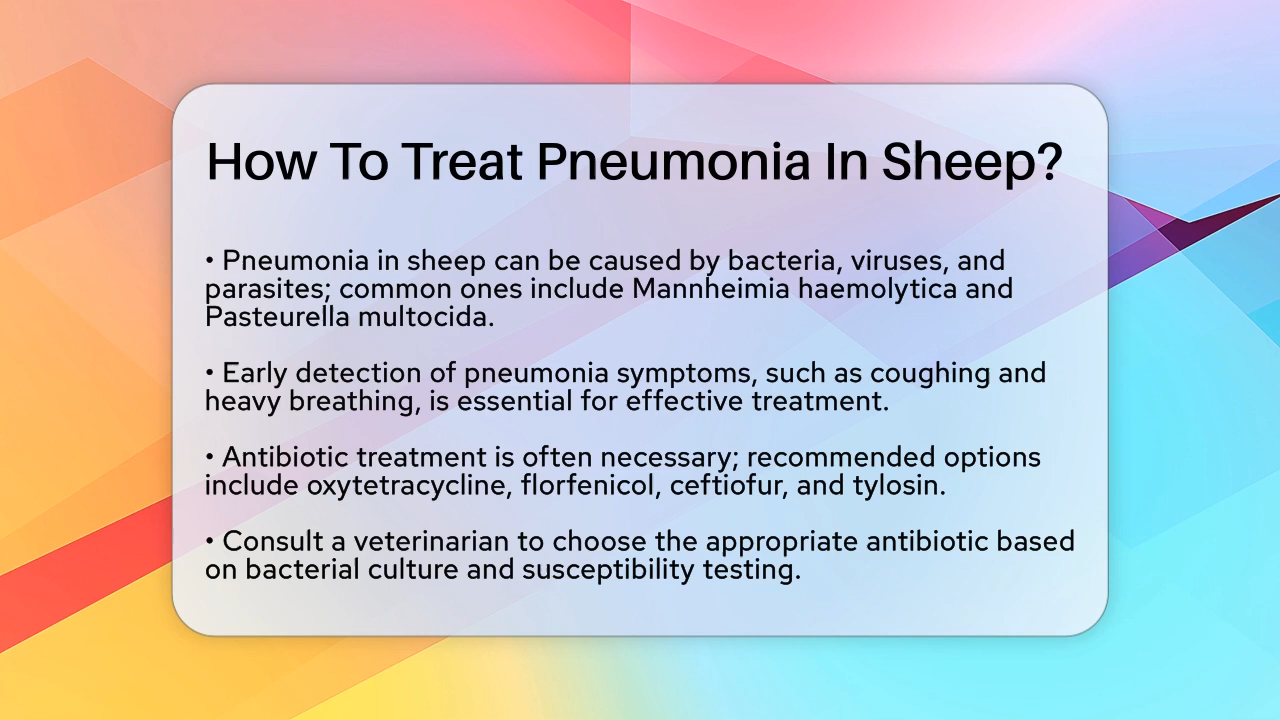 How To Treat Pneumonia In Sheep?
• Pneumonia in sheep can be caused by bacteria, viruses, and
parasites; common ones include Mannheimia haemolytica and
Pasteurella multocida.
• Early detection of pneumonia symptoms, such as coughing and
heavy breathing, is essential for effective treatment.
• Antibiotic treatment is often necessary; recommended options
include oxytetracycline, florfenicol, ceftiofur, and tylosin.
• Consult a veterinarian to choose the appropriate antibiotic based
on bacterial culture and susceptibility testing.